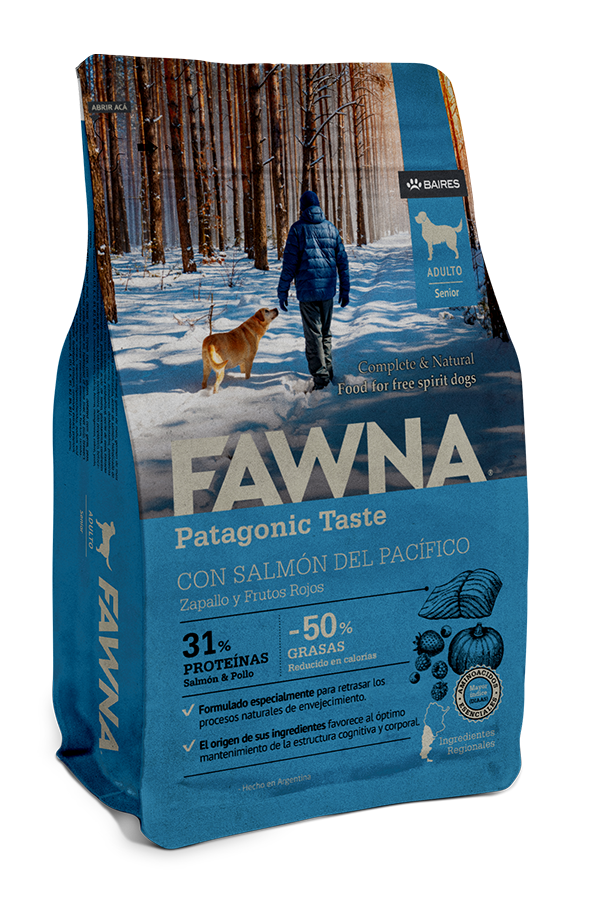 ABRIR ACÁ
BAIRES
ADULTO
Senior
Complete & Natural
Food for free spirit dogs
FAWNA®
Patagonic Taste
CON SALMÓN DEL PACÍFICO
Zapallo y Frutos Rojos
31%
PROTEÍNAS
Salmón & Pollo
-50%
GRASAS
Reducido en calorías
Formulado especialmente para retrasar los
procesos naturales de envejecimiento.
El origen de sus ingredientes favorece al óptimo
mantenimiento de la estructura cognitiva y corporal.
AMINOÁCIDOS
ESENCIALES
Mayor
índice
Ingredientes
Regionales
Hecho en Argentina
ADULTO
Senior
FAWNA